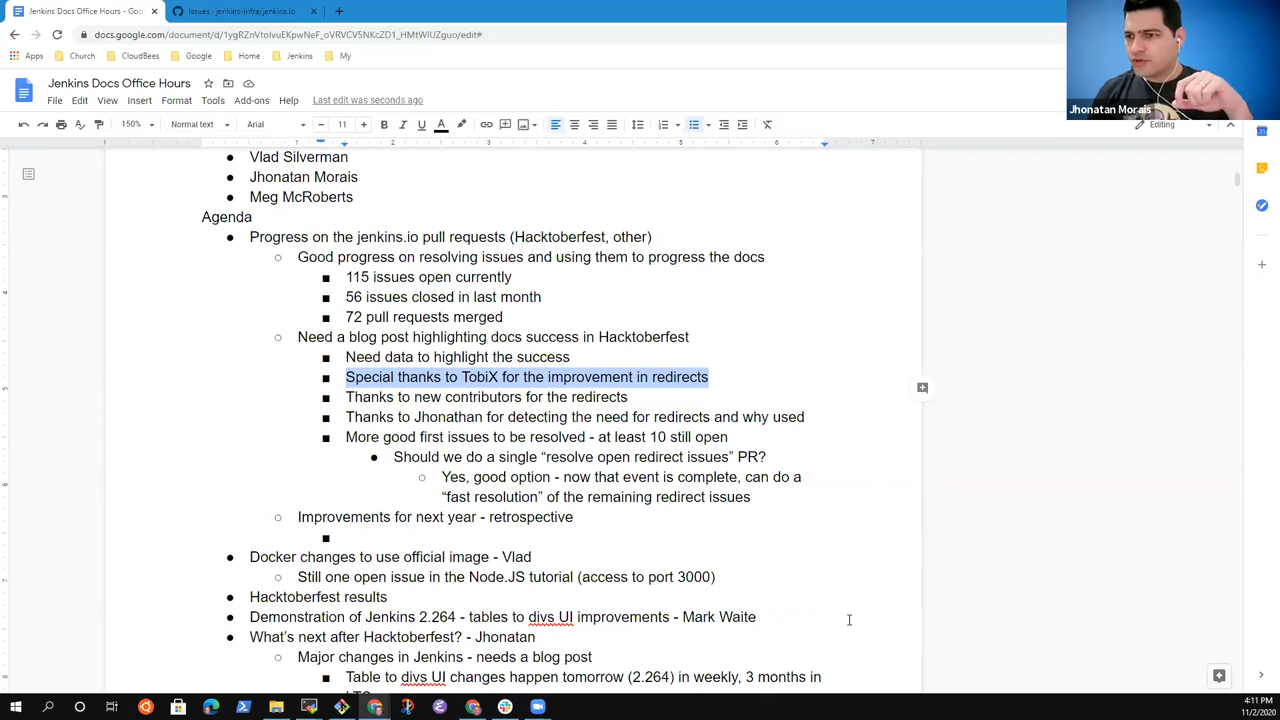 Jenkins Docs Office Hours - Goo
Issues · jenkins-infra/jenkins.io
docs.google.com/document/d/1ygRZnVtoIvuEKpwNeF_oVRVCV5NKcZD1_HMtWIUZguo/edit#
Apps
Church
CloudBees
Google
Home
Jenkins
My
Jhonatan Morais
Jenkins Docs Office Hours
File Edit View Insert Format Tools Add-ons Help Last edit was seconds ago
150% Normal text Arial 11 B I U A Editing
1 1 2 3 4 5 6 7
Vlad Silverman
Jhonatan Morais
Meg McRoberts
Agenda
Progress on the jenkins.io pull requests (Hacktoberfest, other)
Good progress on resolving issues and using them to progress the docs
115 issues open currently
56 issues closed in last month
72 pull requests merged
Need a blog post highlighting docs success in Hacktoberfest
Need data to highlight the success
Special thanks to TobiX for the improvement in redirects
Thanks to new contributors for the redirects
Thanks to Jhonathan for detecting the need for redirects and why used
More good first issues to be resolved - at least 10 still open
Should we do a single “resolve open redirect issues” PR?
Yes, good option - now that event is complete, can do a
“fast resolution” of the remaining redirect issues
Improvements for next year - retrospective
Docker changes to use official image - Vlad
Still one open issue in the Node.JS tutorial (access to port 3000)
Hacktoberfest results
Demonstration of Jenkins 2.264 - tables to divs UI improvements - Mark Waite
What’s next after Hacktoberfest? - Jhonatan
Major changes in Jenkins - needs a blog post
Table to divs UI changes happen tomorrow (2.264) in weekly, 3 months in
4:11 PM
11/2/2020